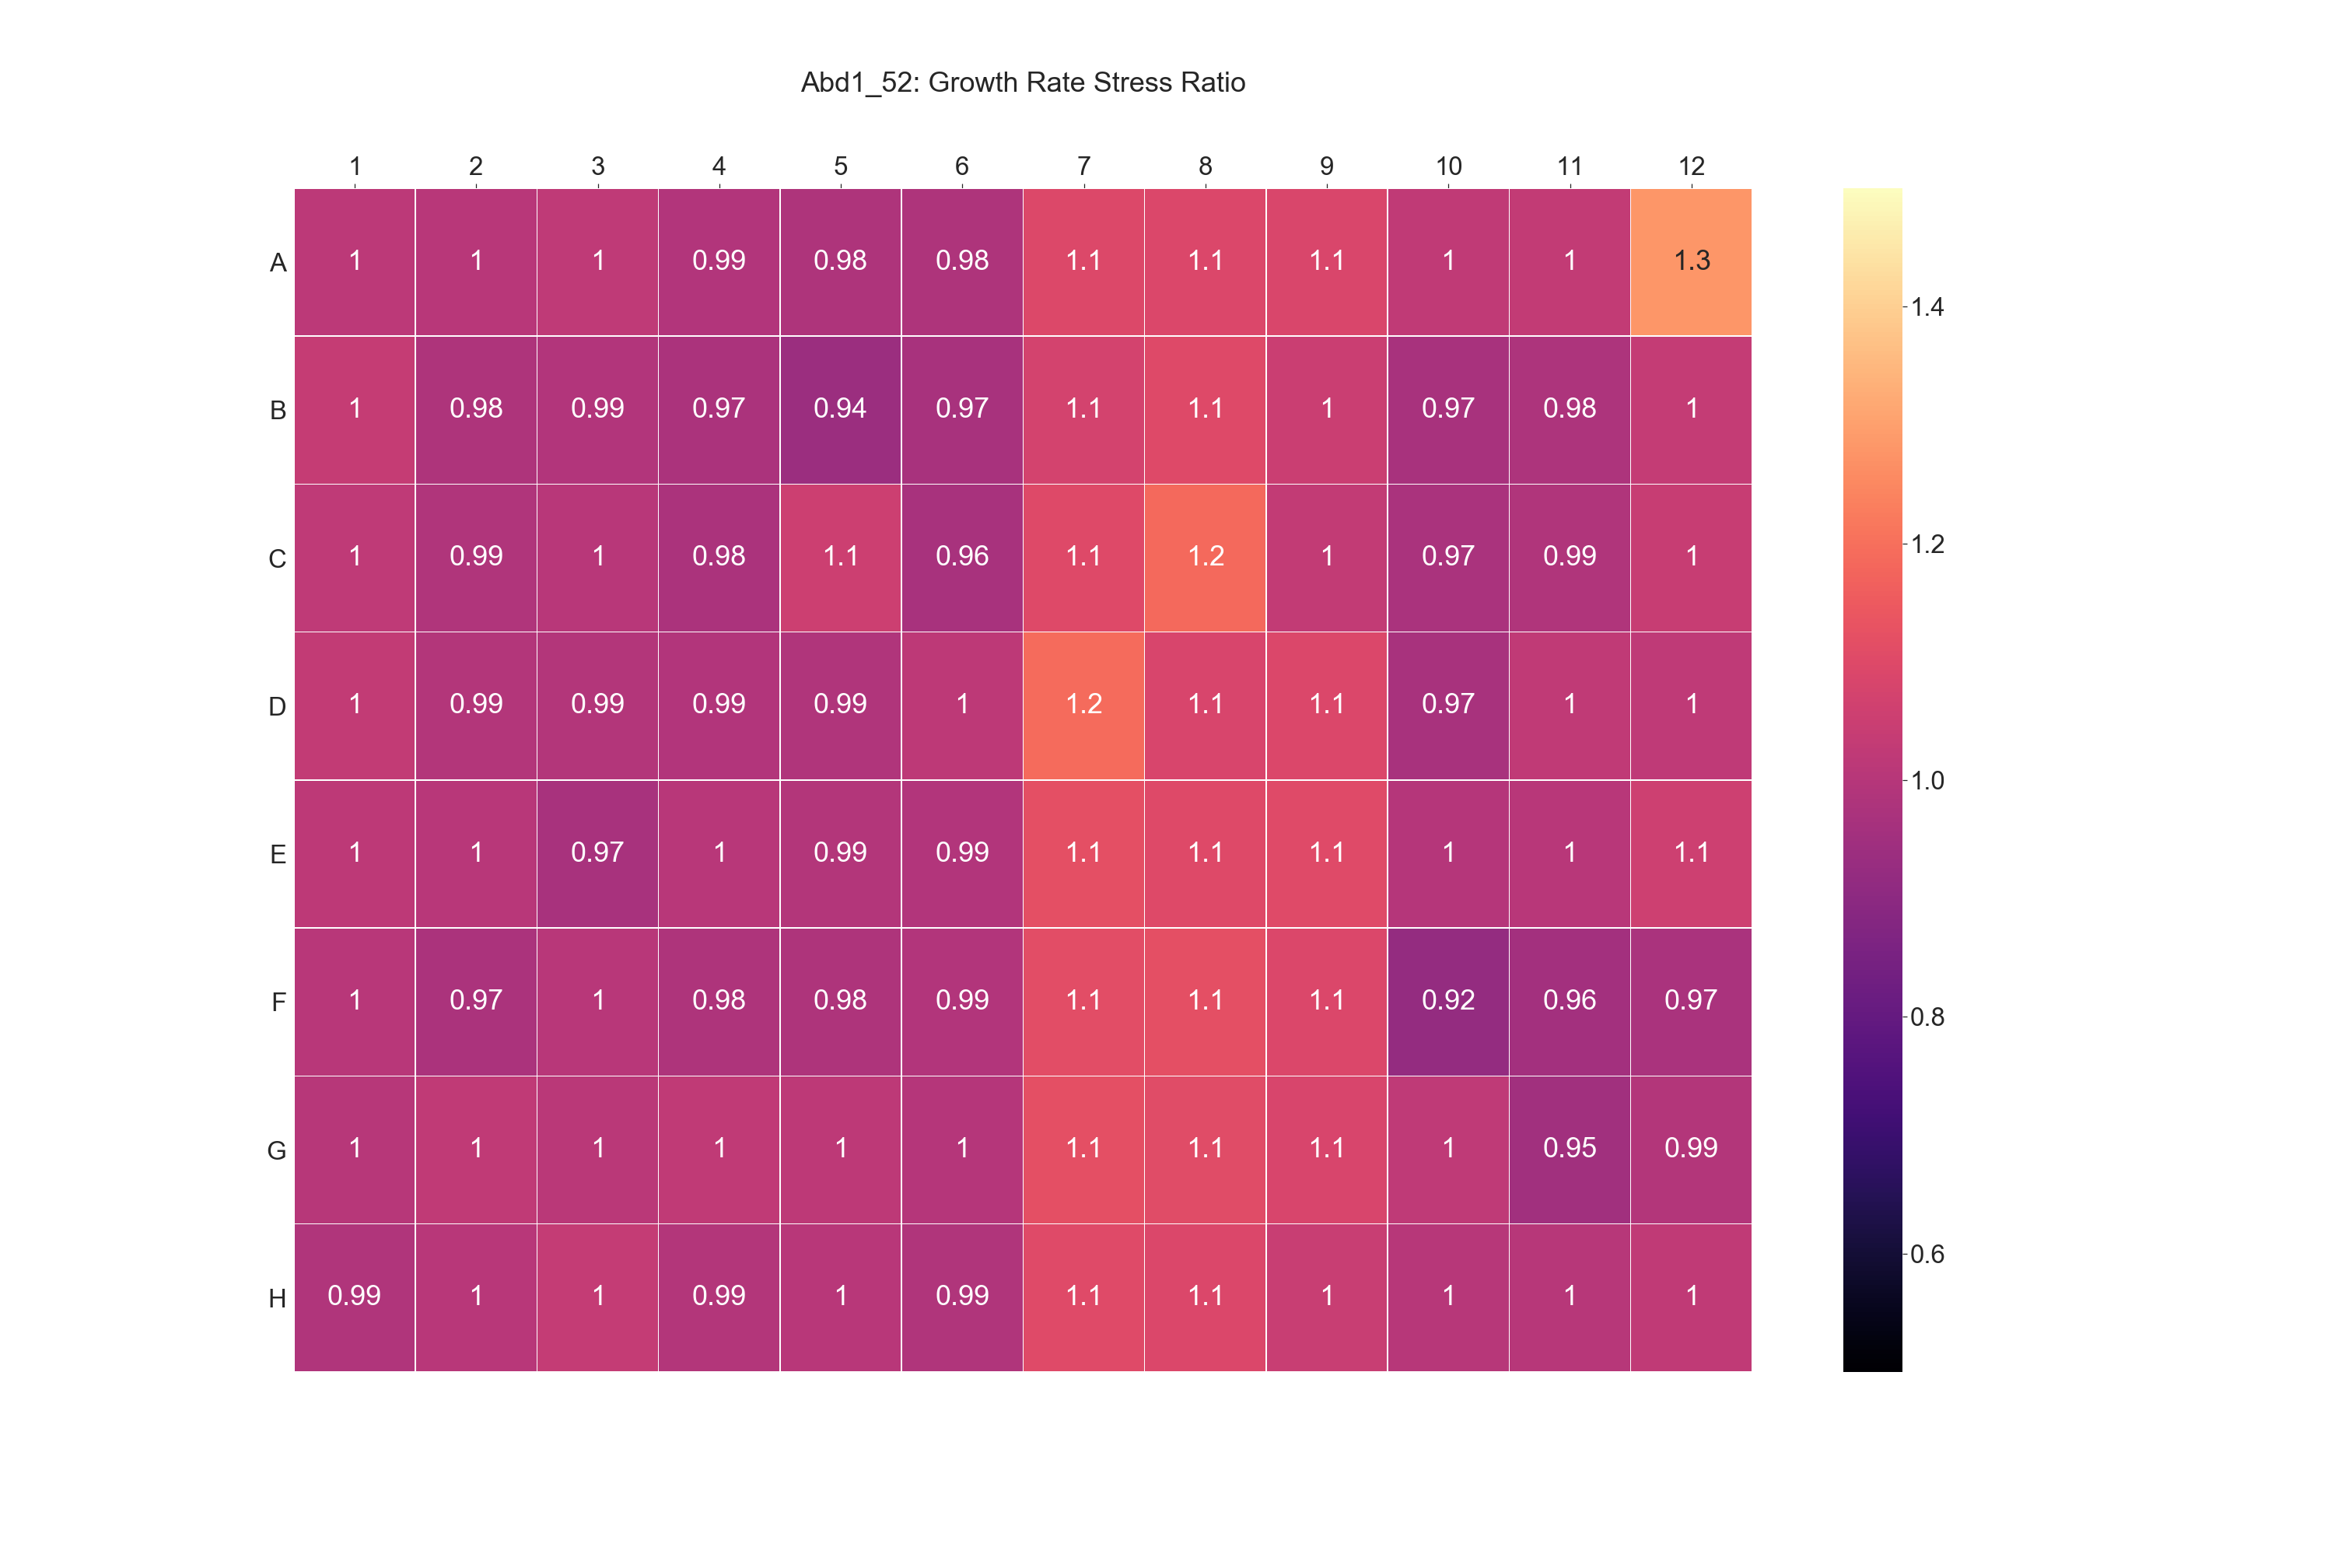 Abd1_52: Growth Rate Stress Ratio
1 2 3 4 5 6 7 8 9 10 11 12
A 1 1 1 0.99 0.98 0.98 1.1 1.1 1.1 1 1 1.3
B 1 0.98 0.99 0.97 0.94 0.97 1.1 1.1 1 0.97 0.98 1
C 1 0.99 1 0.98 1.1 0.96 1.1 1.2 1 0.97 0.99 1
D 1 0.99 0.99 0.99 0.99 1 1.2 1.1 1.1 0.97 1 1
E 1 1 0.97 1 0.99 0.99 1.1 1.1 1.1 1 1 1.1
F 1 0.97 1 0.98 0.98 0.99 1.1 1.1 1.1 0.92 0.96 0.97
G 1 1 1 1 1 1 1.1 1.1 1.1 1 0.95 0.99
H 0.99 1 1 0.99 1 0.99 1.1 1.1 1 1 1 1
1.4
1.2
1.0
0.8
0.6